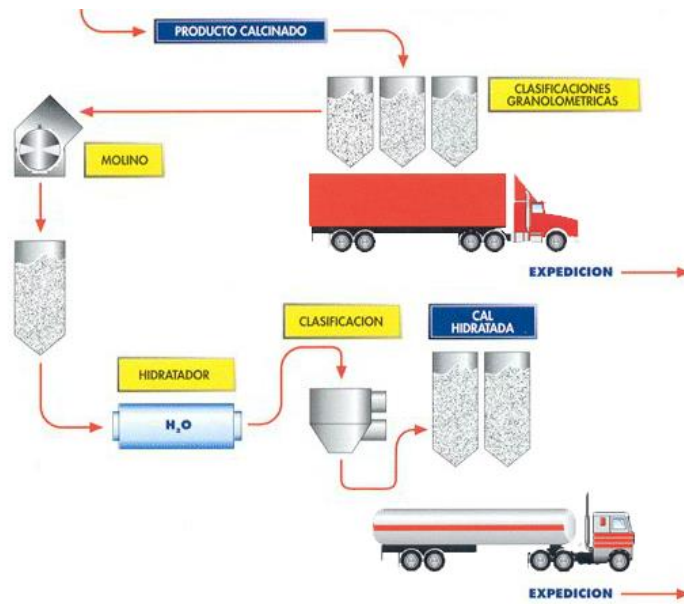 PRODUCTO CALCINADO
CLASIFICACIONES
GRANOLOMETRICAS
MOLINO
EXPEDICION
CLASIFICACION
CAL
HIDRATADA
HIDRATADOR
H₂O
EXPEDICION